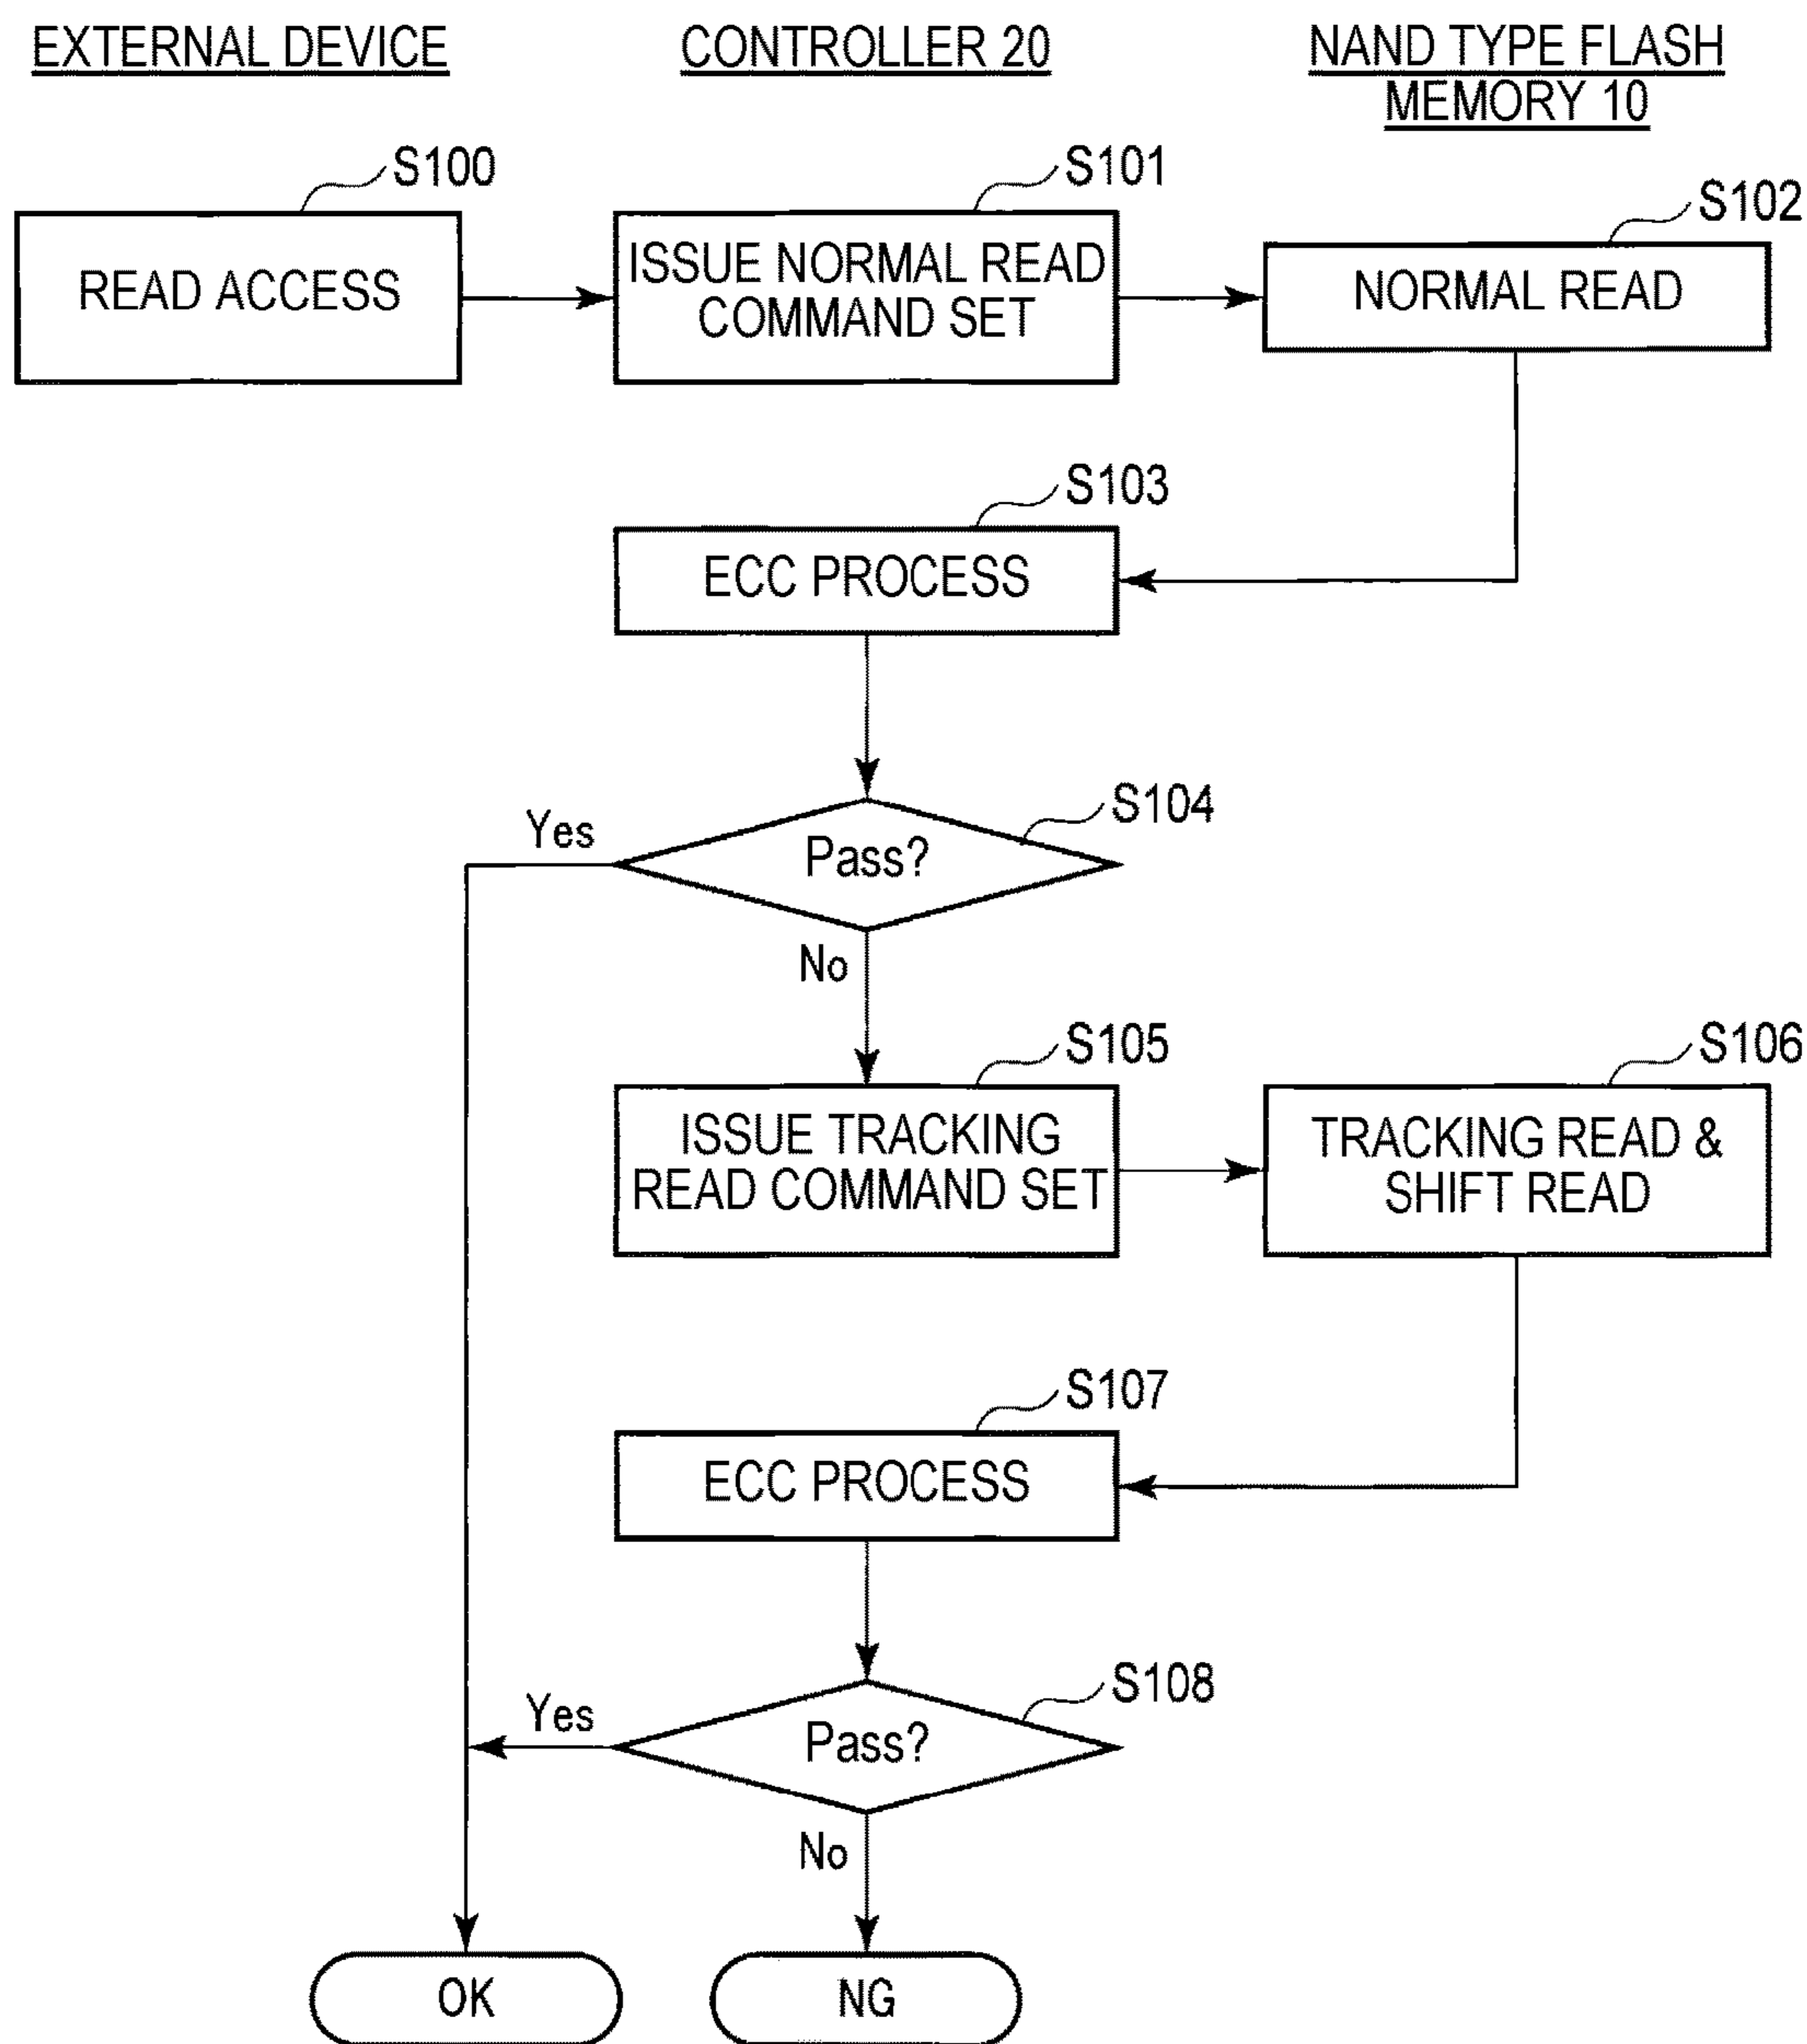 EXTERNAL DEVICE
CONTROLLER 20
NAND TYPE FLASH
MEMORY 10
S100
S101
S102
READ ACCESS
ISSUE NORMAL READ
COMMAND SET
NORMAL READ
S103
ECC PROCESS
S104
Yes
Pass?
No
S105
S106
ISSUE TRACKING
READ COMMAND SET
TRACKING READ &
SHIFT READ
S107
ECC PROCESS
S108
Yes
Pass?
No
OK
NG